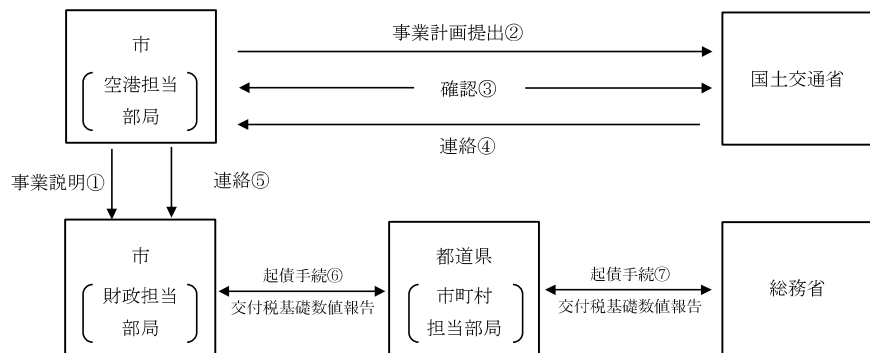 市
空港担当
部局
事業計画提出②
確認③
連絡④
国土交通省
事業説明①
連絡⑤
市
財政担当
部局
起債手続⑥
交付税基礎数値報告
都道県
市町村
担当部局
起債手続⑦
交付税基礎数値報告
総務省